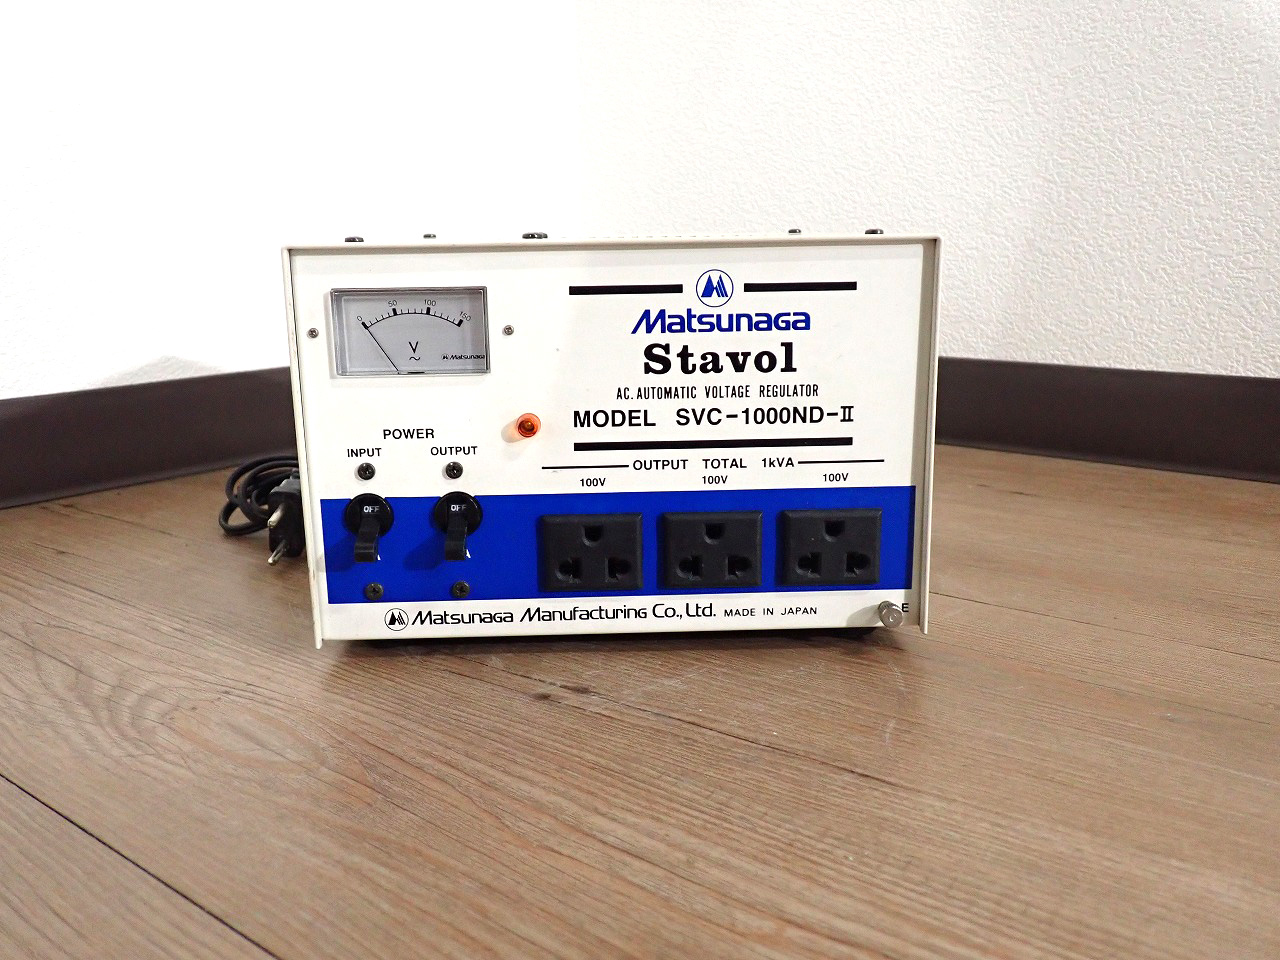 0 50 100 150
V
Matsunaga
Matsunaga
Stavol
AC. AUTOMATIC VOLTAGE REGULATOR
MODEL SVC-1000ND-II
POWER
INPUT OUTPUT
OUTPUT TOTAL 1kVA
100V 100V 100V
OFF OFF
Matsunaga Manufacturing Co., Ltd. MADE IN JAPAN
E